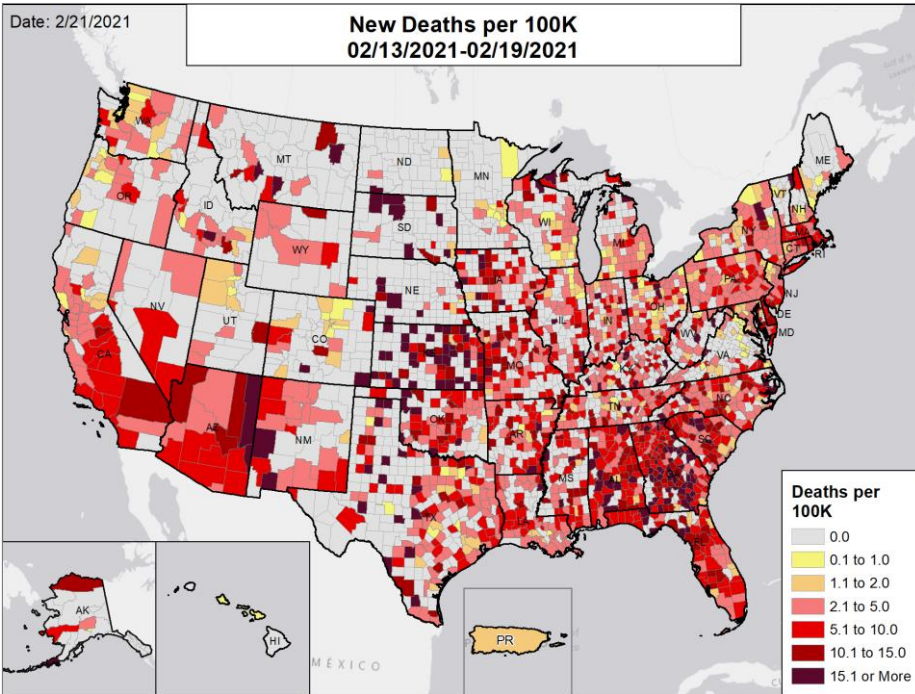 Date: 2/21/2021
New Deaths per 100K
02/13/2021-02/19/2021
WA
MT
ND
MN
ME
OR
ID
SD
WI
MI
VT
NH
NY
MA
CT
RI
WY
IA
PA
NJ
NE
NV
UT
CO
IL
IN
OH
DE
MD
WV
VA
CA
MO
KY
NC
TN
AZ
NM
OK
AR
SC
MS
AL
GA
TX
LA
FL
AK
HI
PR
MÉXICO
Deaths per
100K
0.0
0.1 to 1.0
1.1 to 2.0
2.1 to 5.0
5.1 to 10.0
10.1 to 15.0
15.1 or More